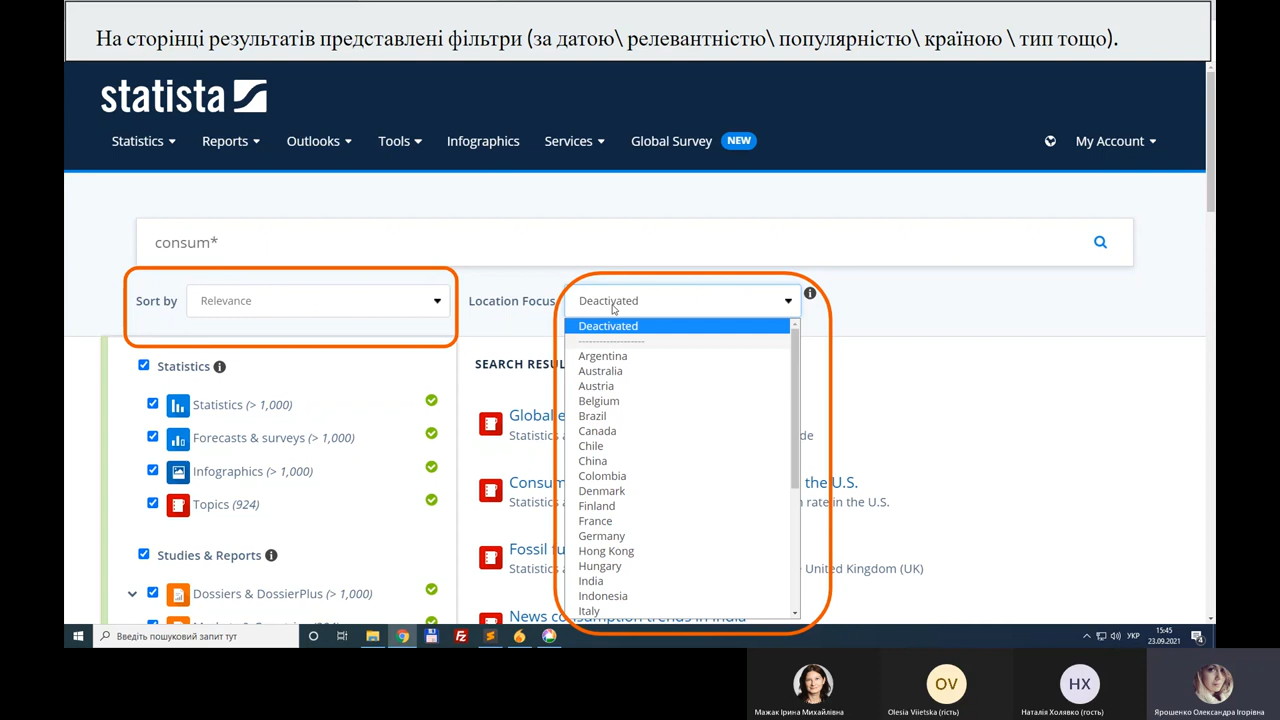 На сторінці результатів представлені фільтри (за датою\ релевантністю\ популярністю\ країною \ тип тощо).
statista
Statistics Reports Outlooks Tools Infographics Services Global Survey NEW My Account
consum*
Sort by Relevance Location Focus Deactivated
Deactivated
-------------------
Argentina
Australia
Austria
Belgium
Brazil
Canada
Chile
China
Colombia
Denmark
Finland
France
Germany
Hong Kong
Hungary
India
Indonesia
Italy
Statistics
Statistics (> 1,000)
Forecasts & surveys (> 1,000)
Infographics (> 1,000)
Topics (924)
Studies & Reports
Dossiers & DossierPlus (> 1,000)
SEARCH RESUL
Global e
Statistics a de
Consum the U.S.
Statistics a n rate in the U.S.
Fossil fu
Statistics a United Kingdom (UK)
News consumption trends in India
Введіть пошуковий запит тут
УКР
15:45
23.09.2021
4
OV
НХ
Мажак Ірина Михайлівна
Olesia Viietska (гість)
Наталія Холявко (гость)
Ярошенко Олександра Ігорівна